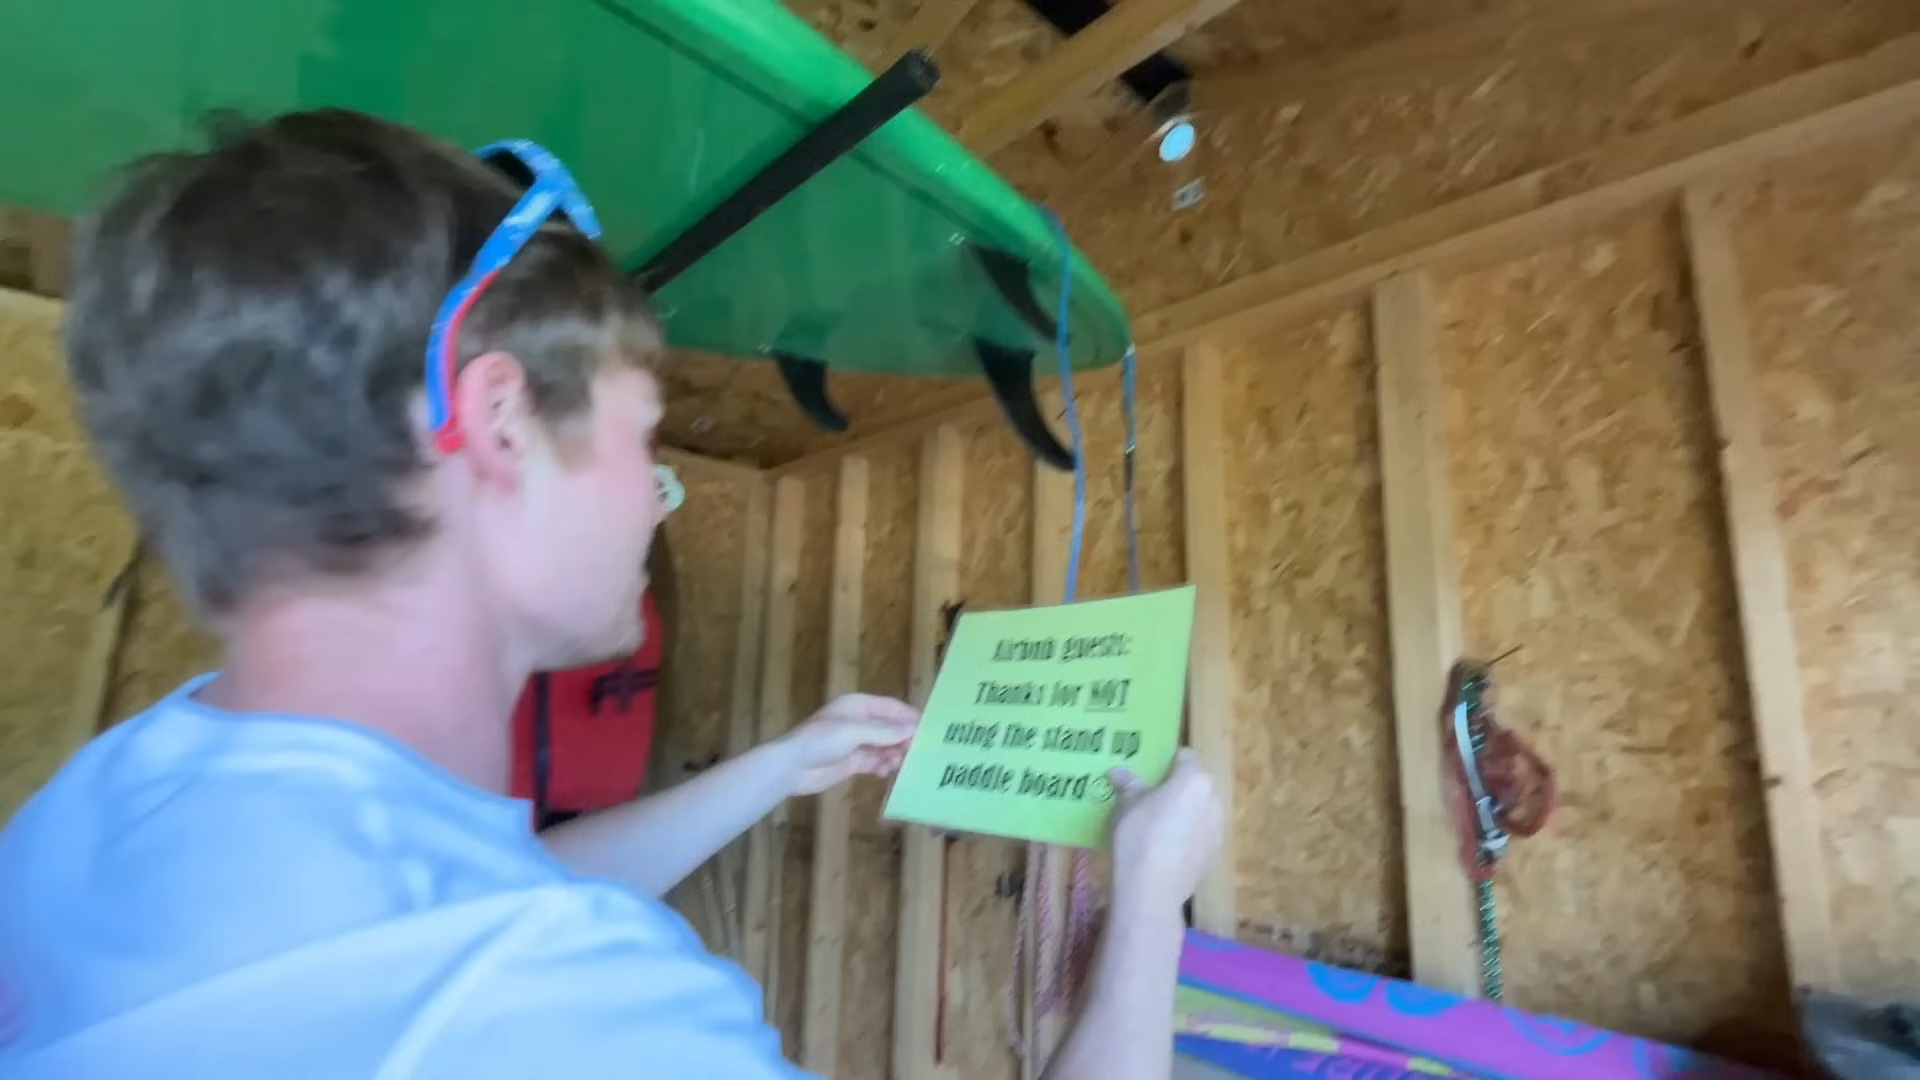 Airbnb guests:
Thanks for NOT
using the stand up
paddle board☺